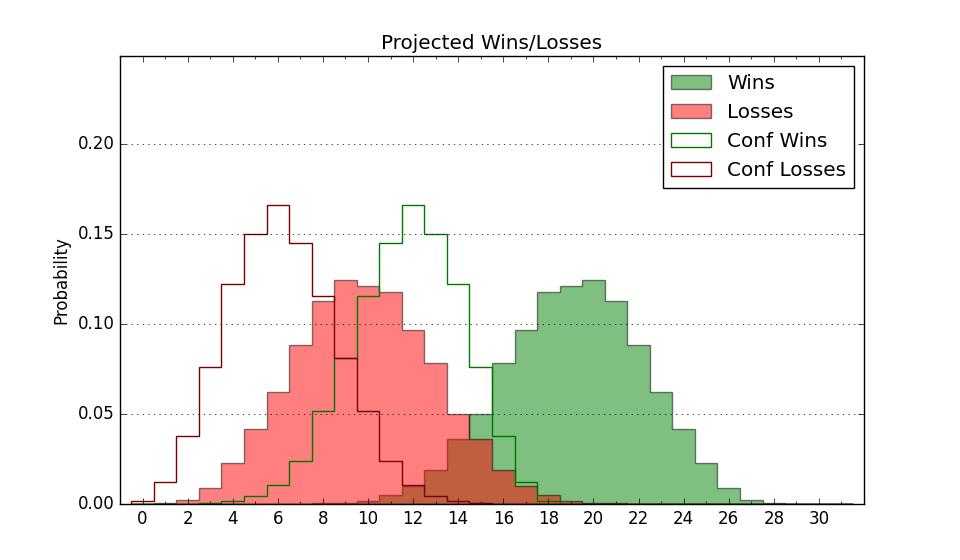 Projected Wins/Losses
Wins
Losses
Conf Wins
Conf Losses
Probability
0.20
0.15
0.10
0.05
0.00
0 2 4 6 8 10 12 14 16 18 20 22 24 26 28 30